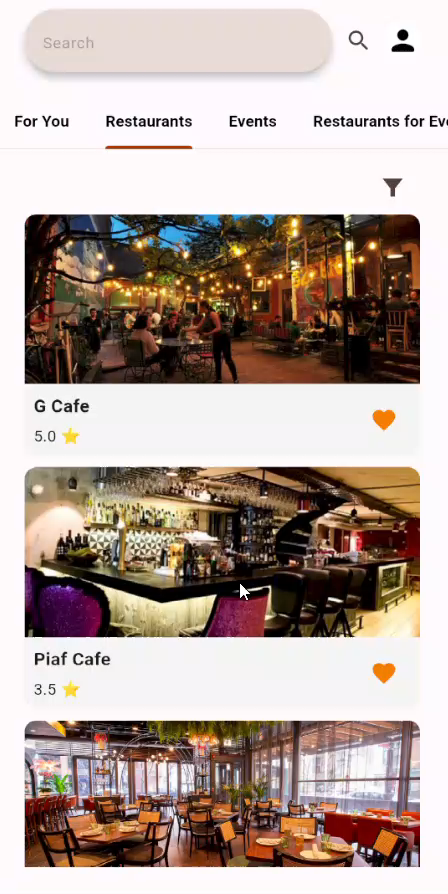 Search
For You
Restaurants
Events
Restaurants for Eve
G Cafe
5.0 ⭐
Piaf Cafe
3.5 ⭐